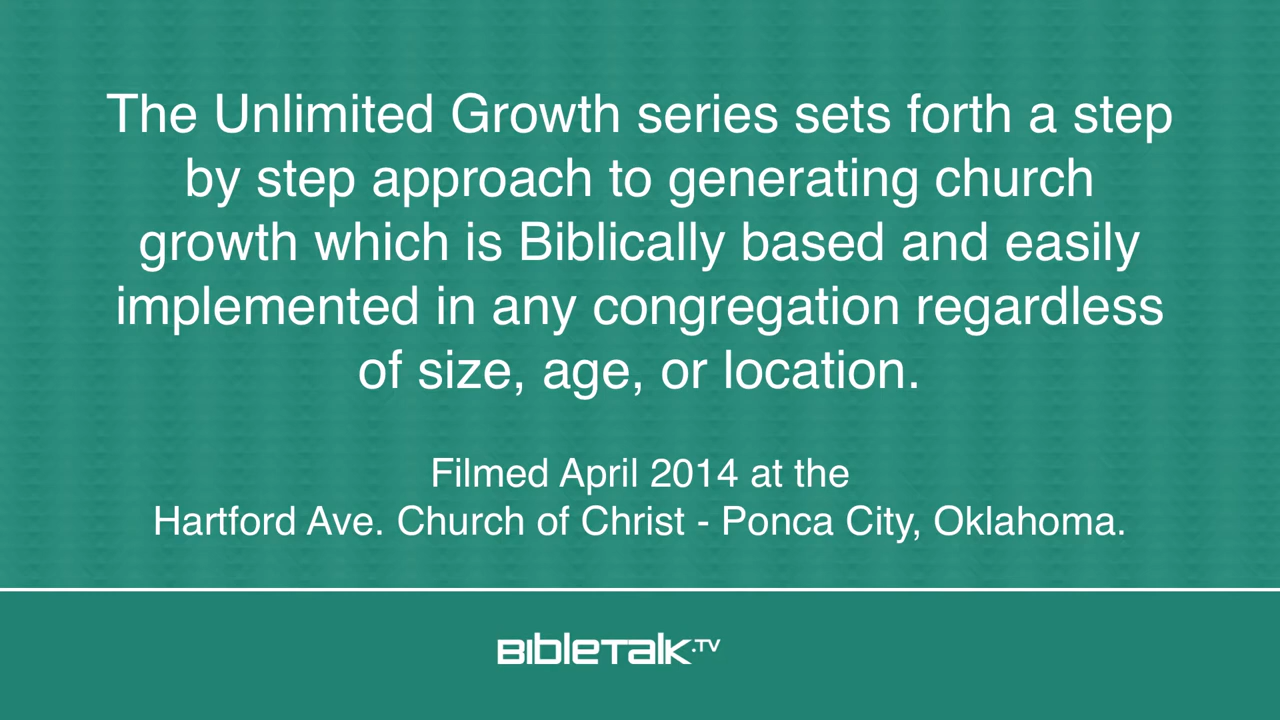 The Unlimited Growth series sets forth a step
by step approach to generating church
growth which is Biblically based and easily
implemented in any congregation regardless
of size, age, or location.
Filmed April 2014 at the
Hartford Ave. Church of Christ - Ponca City, Oklahoma.
BibleTalk.TV